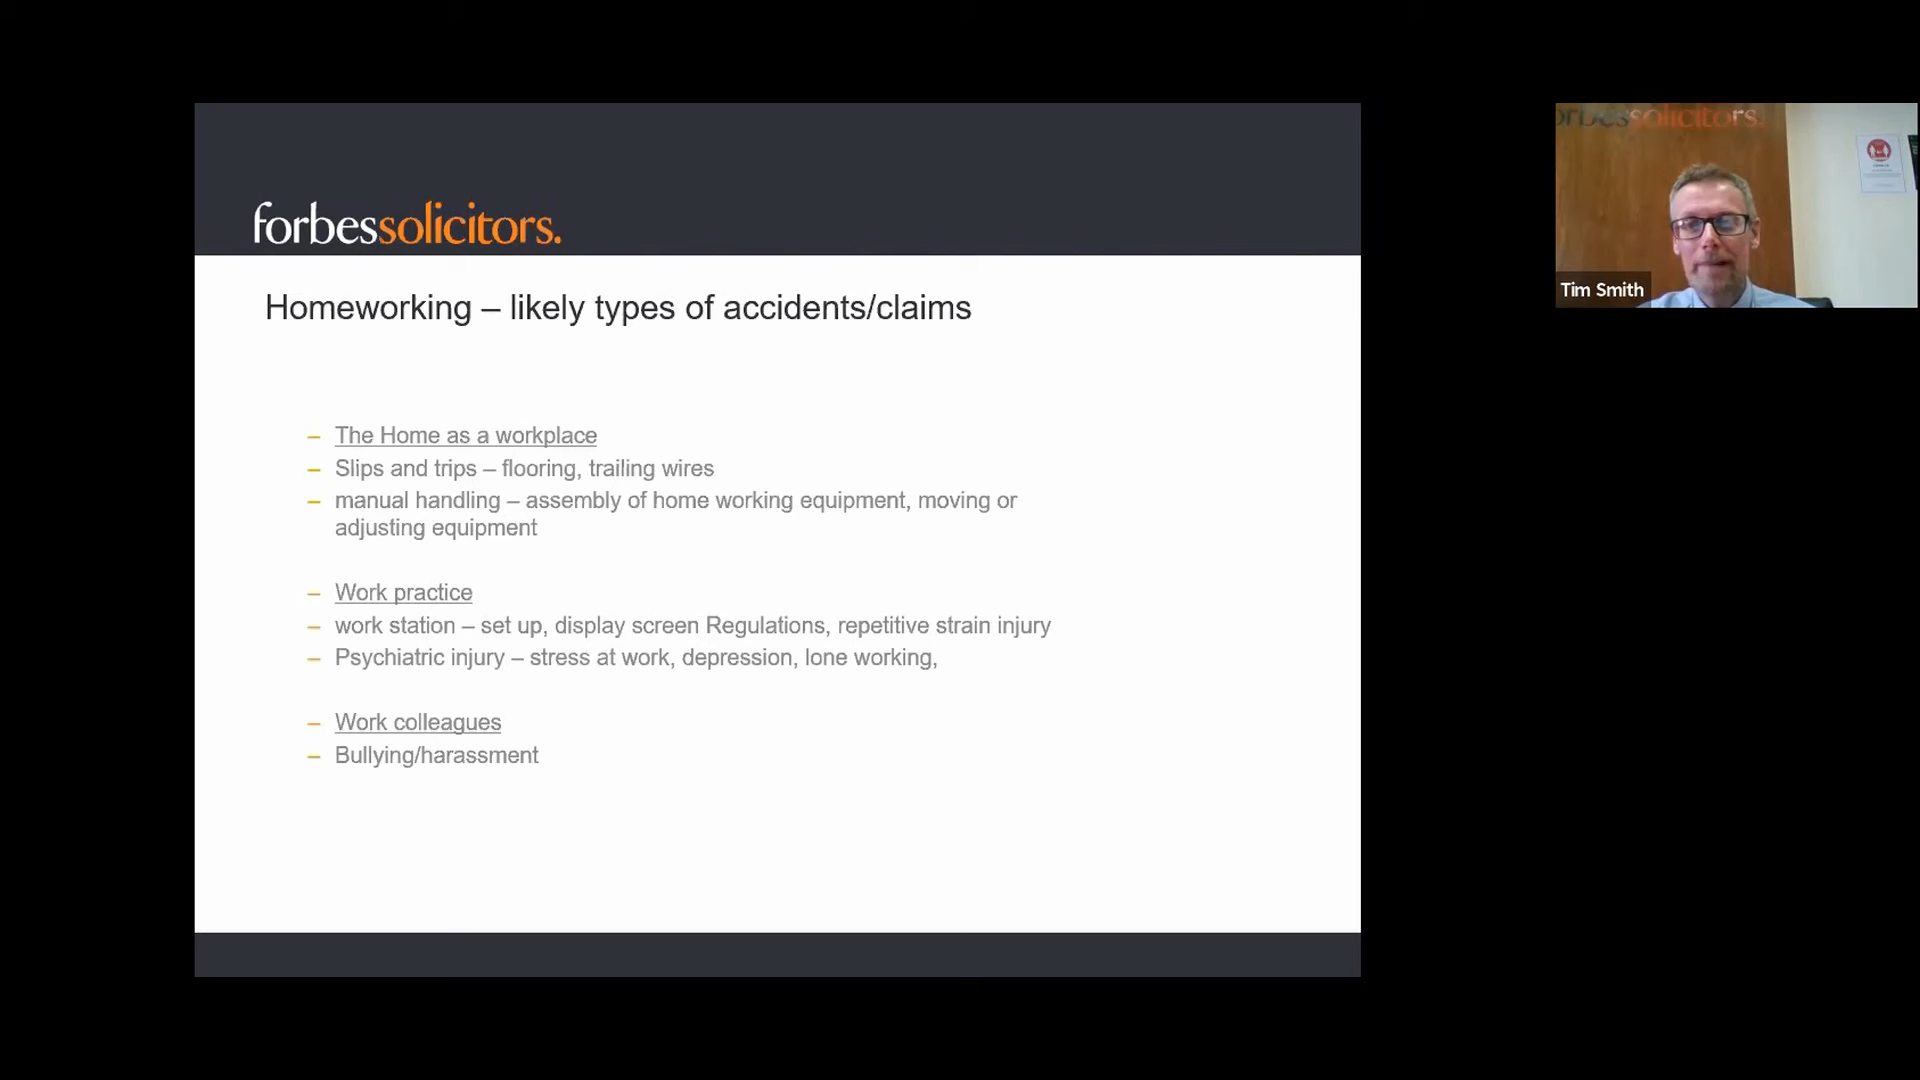 forbessolicitors.
Homeworking – likely types of accidents/claims
– The Home as a workplace
– Slips and trips – flooring, trailing wires
– manual handling – assembly of home working equipment, moving or
adjusting equipment
– Work practice
– work station – set up, display screen Regulations, repetitive strain injury
– Psychiatric injury – stress at work, depression, lone working,
– Work colleagues
– Bullying/harassment
forbessolicitors.
Tim Smith